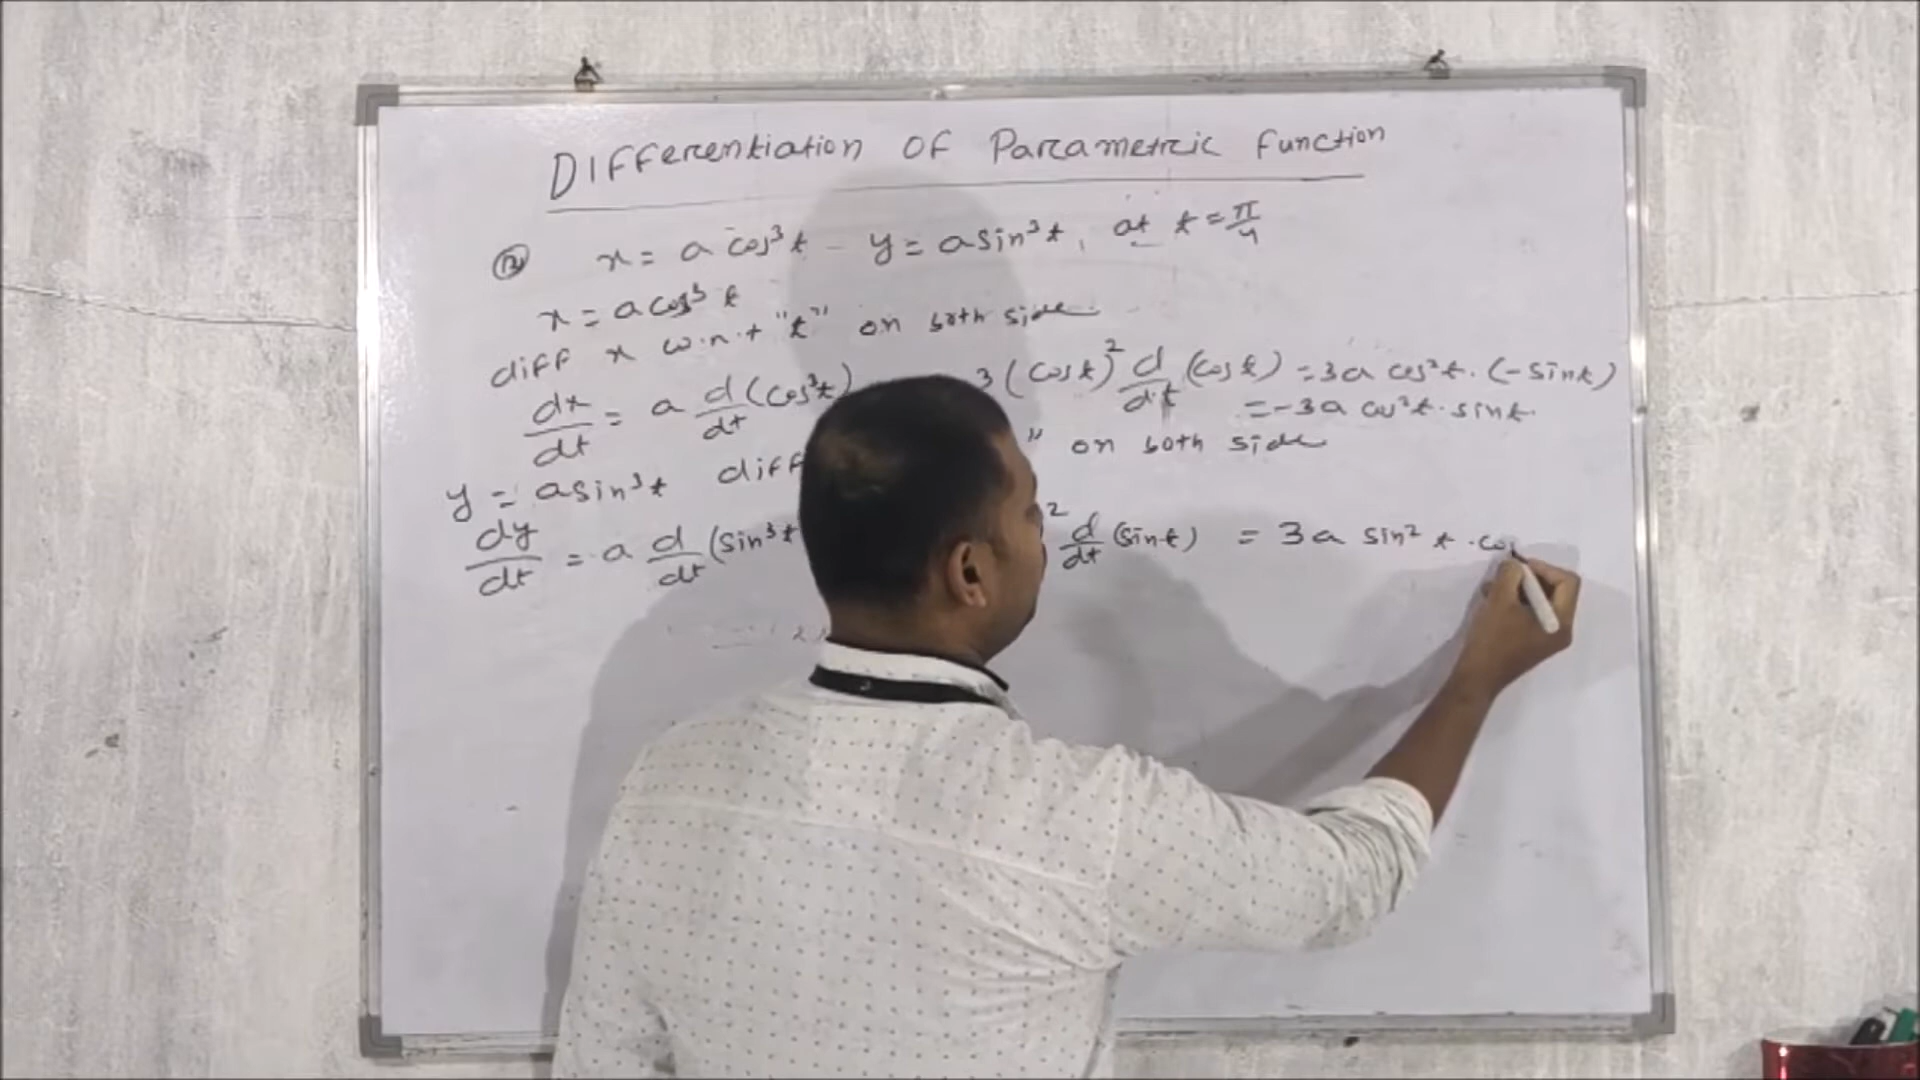 Differentiation of Parametric Function
x = a cos³t y = a sin³t, at t = π/4
x = a cos³ t
diff x w.r.t "t" on both side
dx/dt = a d/dt (cos³t) 3 (cos t)² d/dt (cos t) = 3a cos²t . (-sin t)
= -3a cos²t . sin t.
y = a sin³t diff " on both side
dy/dt = a d/dt (sin³t ² d/dt (sin t) = 3a sin² t . co